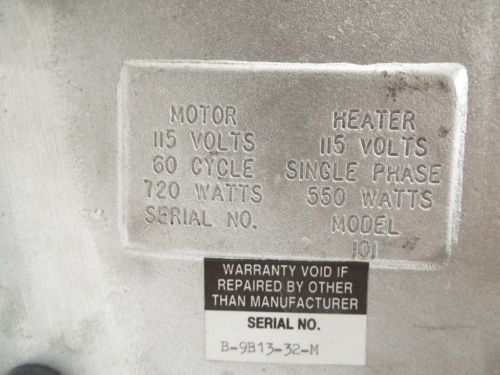 MOTOR
115 VOLTS
60 CYCLE
720 WATTS
SERIAL NO.
HEATER
115 VOLTS
SINGLE PHASE
550 WATTS
MODEL
101
WARRANTY VOID IF
REPAIRED BY OTHER
THAN MANUFACTURER
SERIAL NO.
B-9B13-32-M